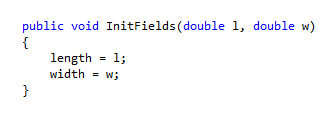 public void InitFields(double l, double w)
{
    length = l;
    width = w;
}